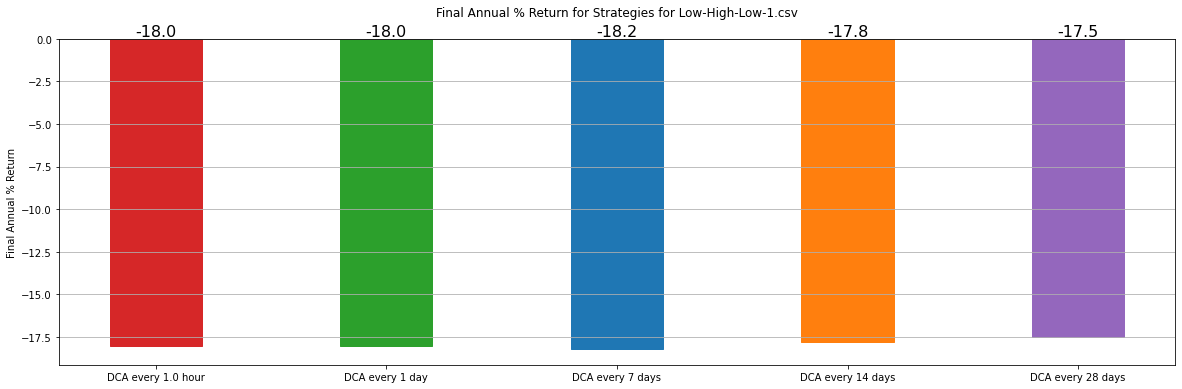 Final Annual % Return for Strategies for Low-High-Low-1.csv
-18.0 -18.0 -18.2 -17.8 -17.5
0.0
−2.5
−5.0
−7.5
−10.0
−12.5
−15.0
−17.5
Final Annual % Return
DCA every 1.0 hour DCA every 1 day DCA every 7 days DCA every 14 days DCA every 28 days